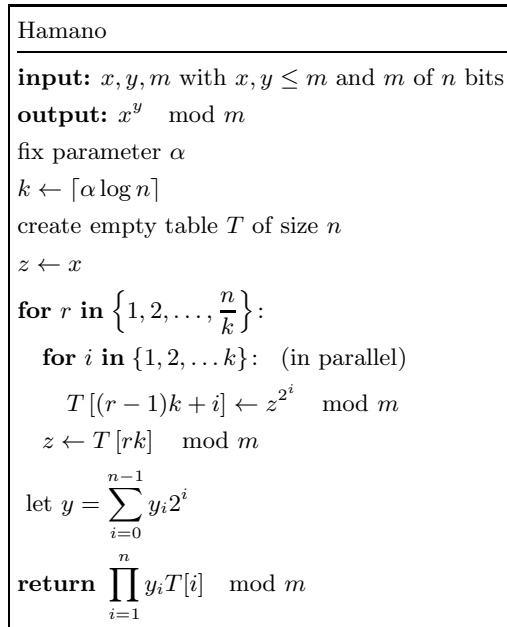 Hamano
input: x, y, m with x, y ≤ m and m of n bits
output: x^y mod m
fix parameter α
k ← ⌈α log n⌉
create empty table T of size n
z ← x
for r in {1, 2, . . . , n/k}:
for i in {1, 2, . . . k}: (in parallel)
T [(r − 1)k + i] ← z^{2^i} mod m
z ← T [rk] mod m
let y = ∑_{i=0}^{n−1} y_i 2^i
return ∏_{i=1}^{n} y_i T[i] mod m